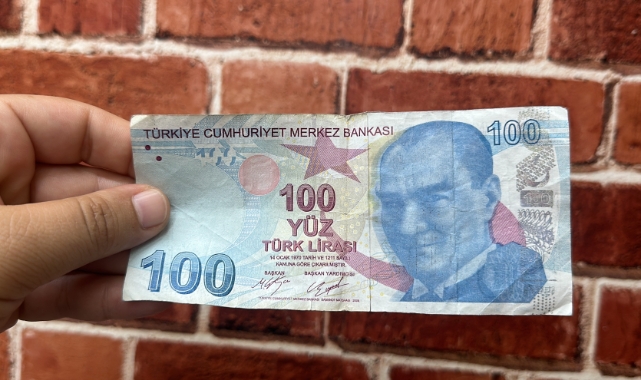 TÜRKİYE CUMHURİYET MERKEZ BANKASI
100
100
YÜZ
TÜRK LİRASI
14 OCAK 1970 TARİH VE 1211 SAYILI
KANUNA GÖRE ÇIKARILMIŞTIR.
BAŞKAN BAŞKAN YARDIMCISI
100